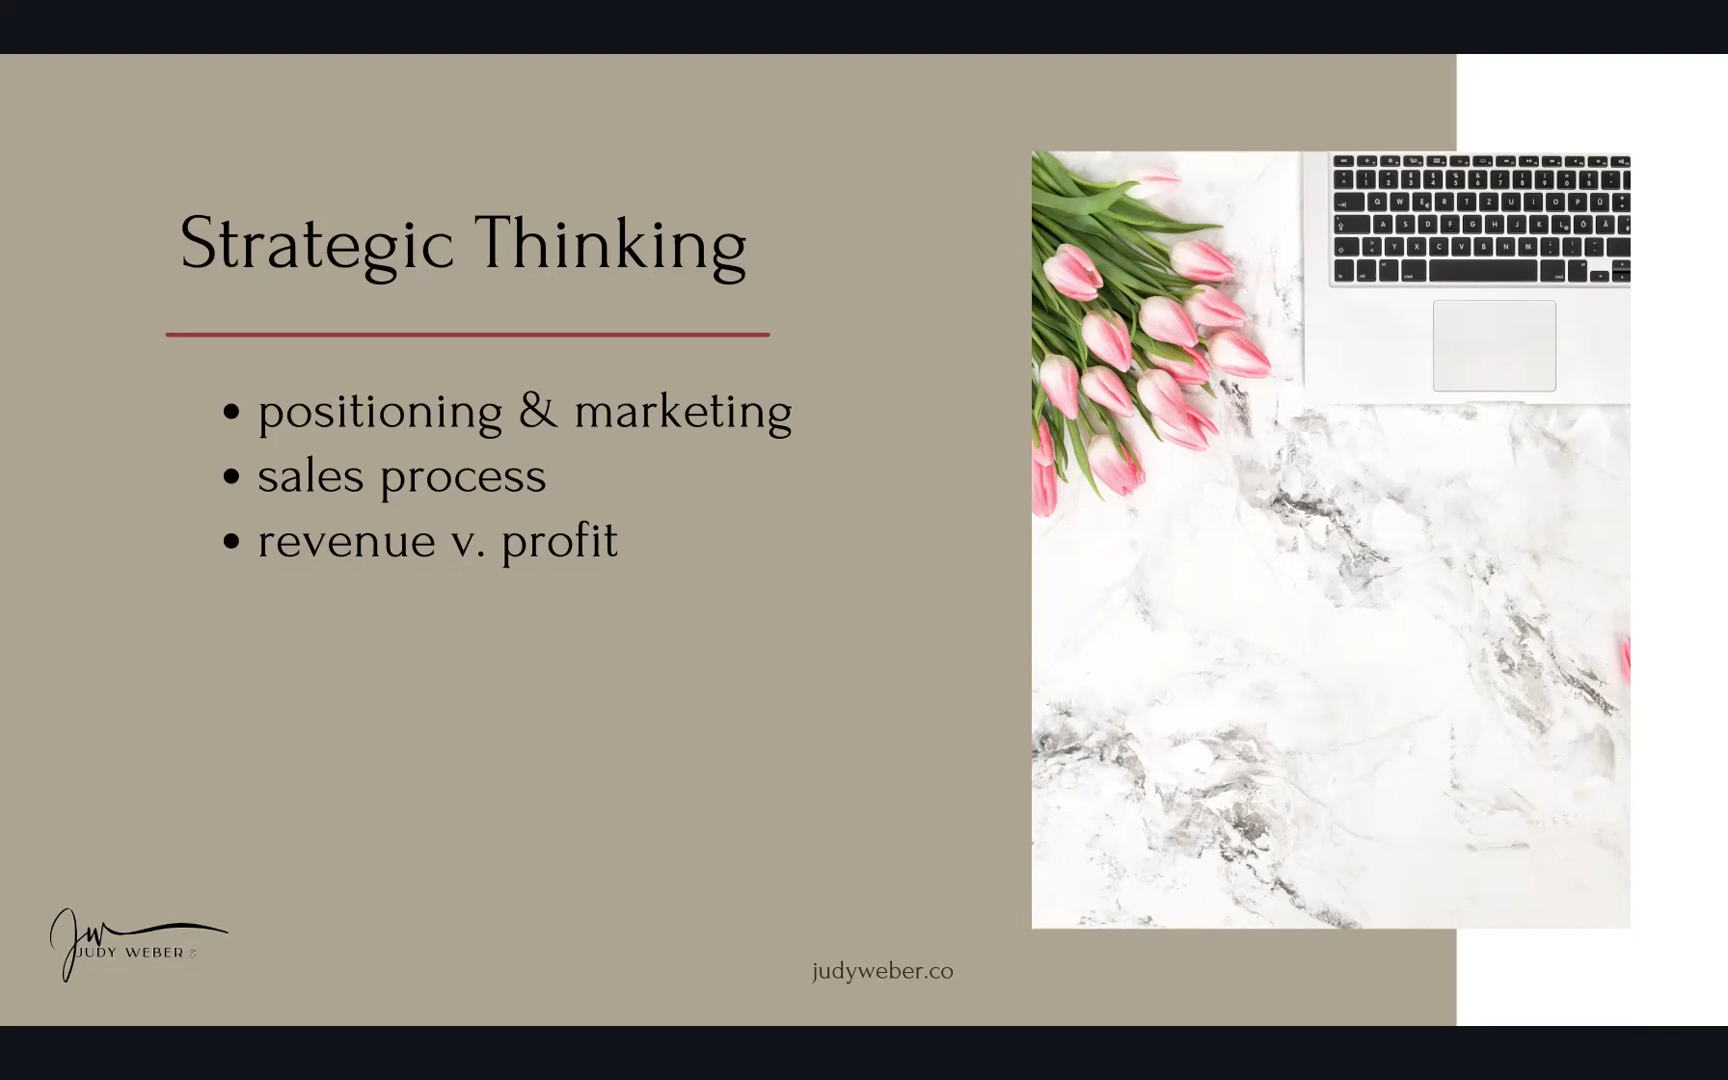 Strategic Thinking
• positioning & marketing
• sales process
• revenue v. profit
JUDY WEBER
judyweber.co